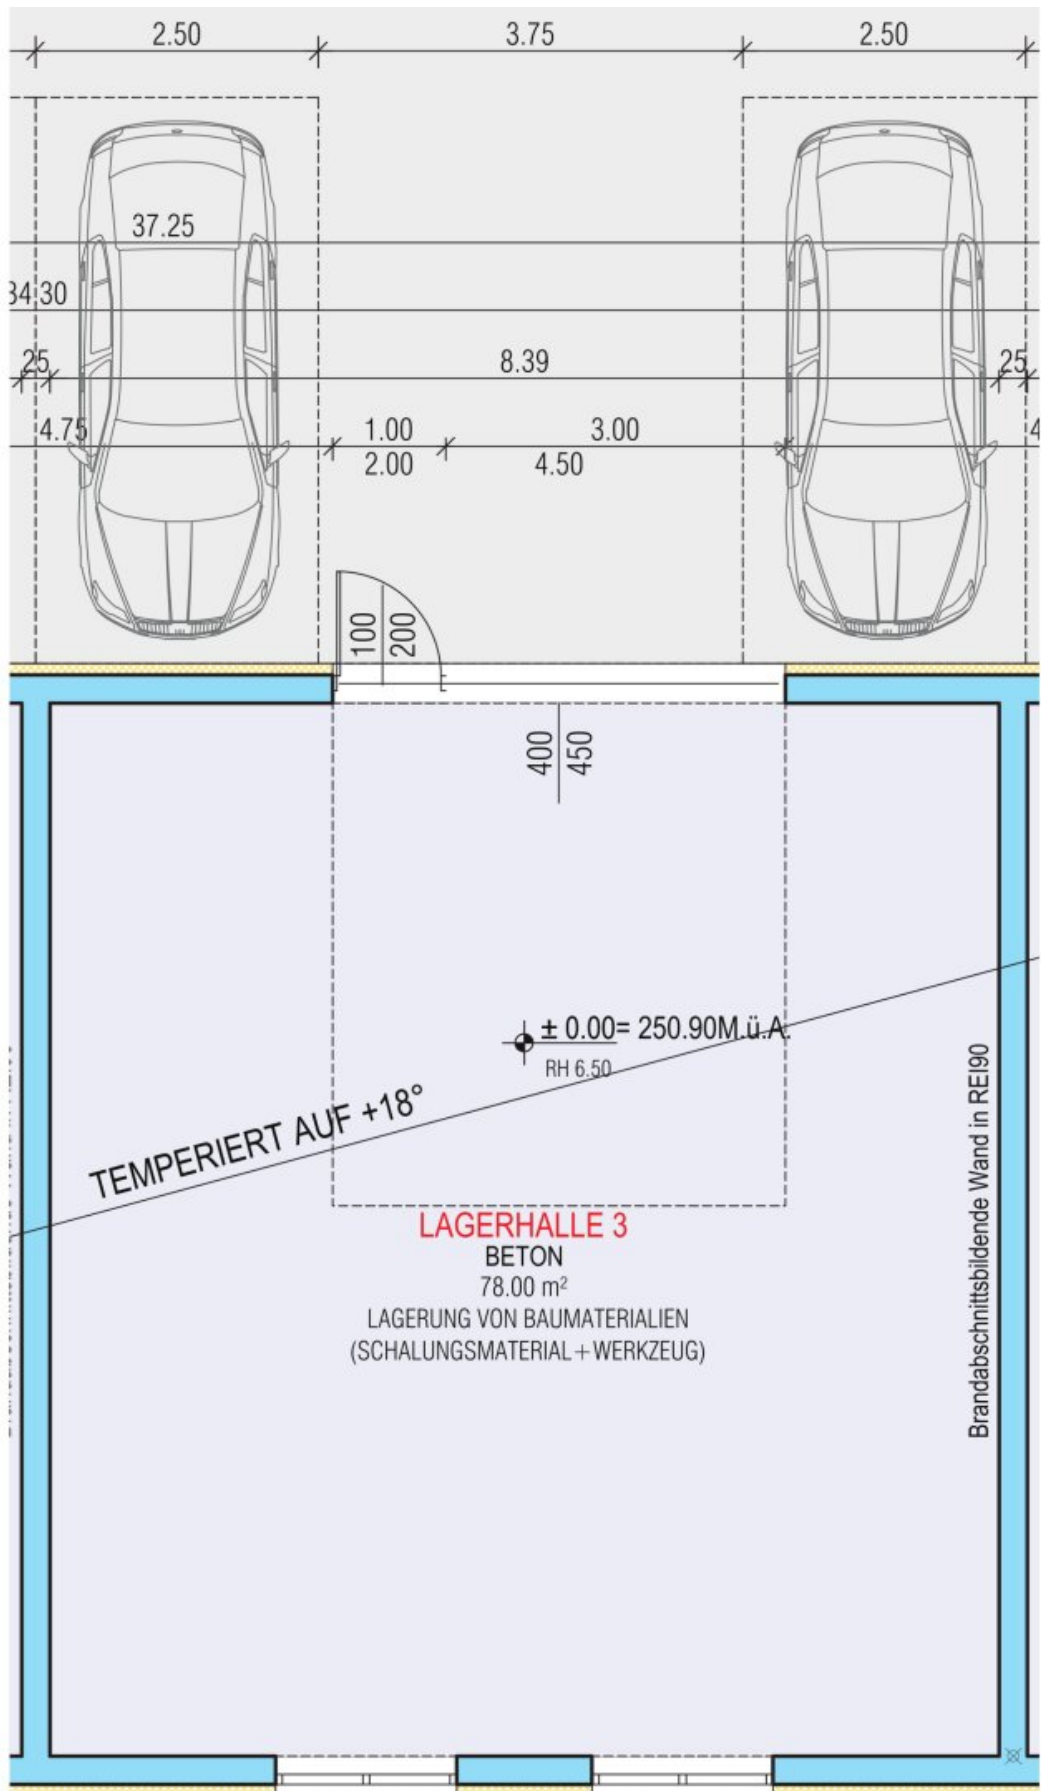 2.50 3.75 2.50
37.25
34.30
25 8.39 25
4.75 1.00 3.00
2.00 4.50
100
200
400
450
± 0.00= 250.90M.ü.A.
RH 6.50
TEMPERIERT AUF +18°
LAGERHALLE 3
BETON
78.00 m²
LAGERUNG VON BAUMATERIALIEN
(SCHALUNGSMATERIAL+WERKZEUG)
Brandabschnittsbildende Wand in REI90